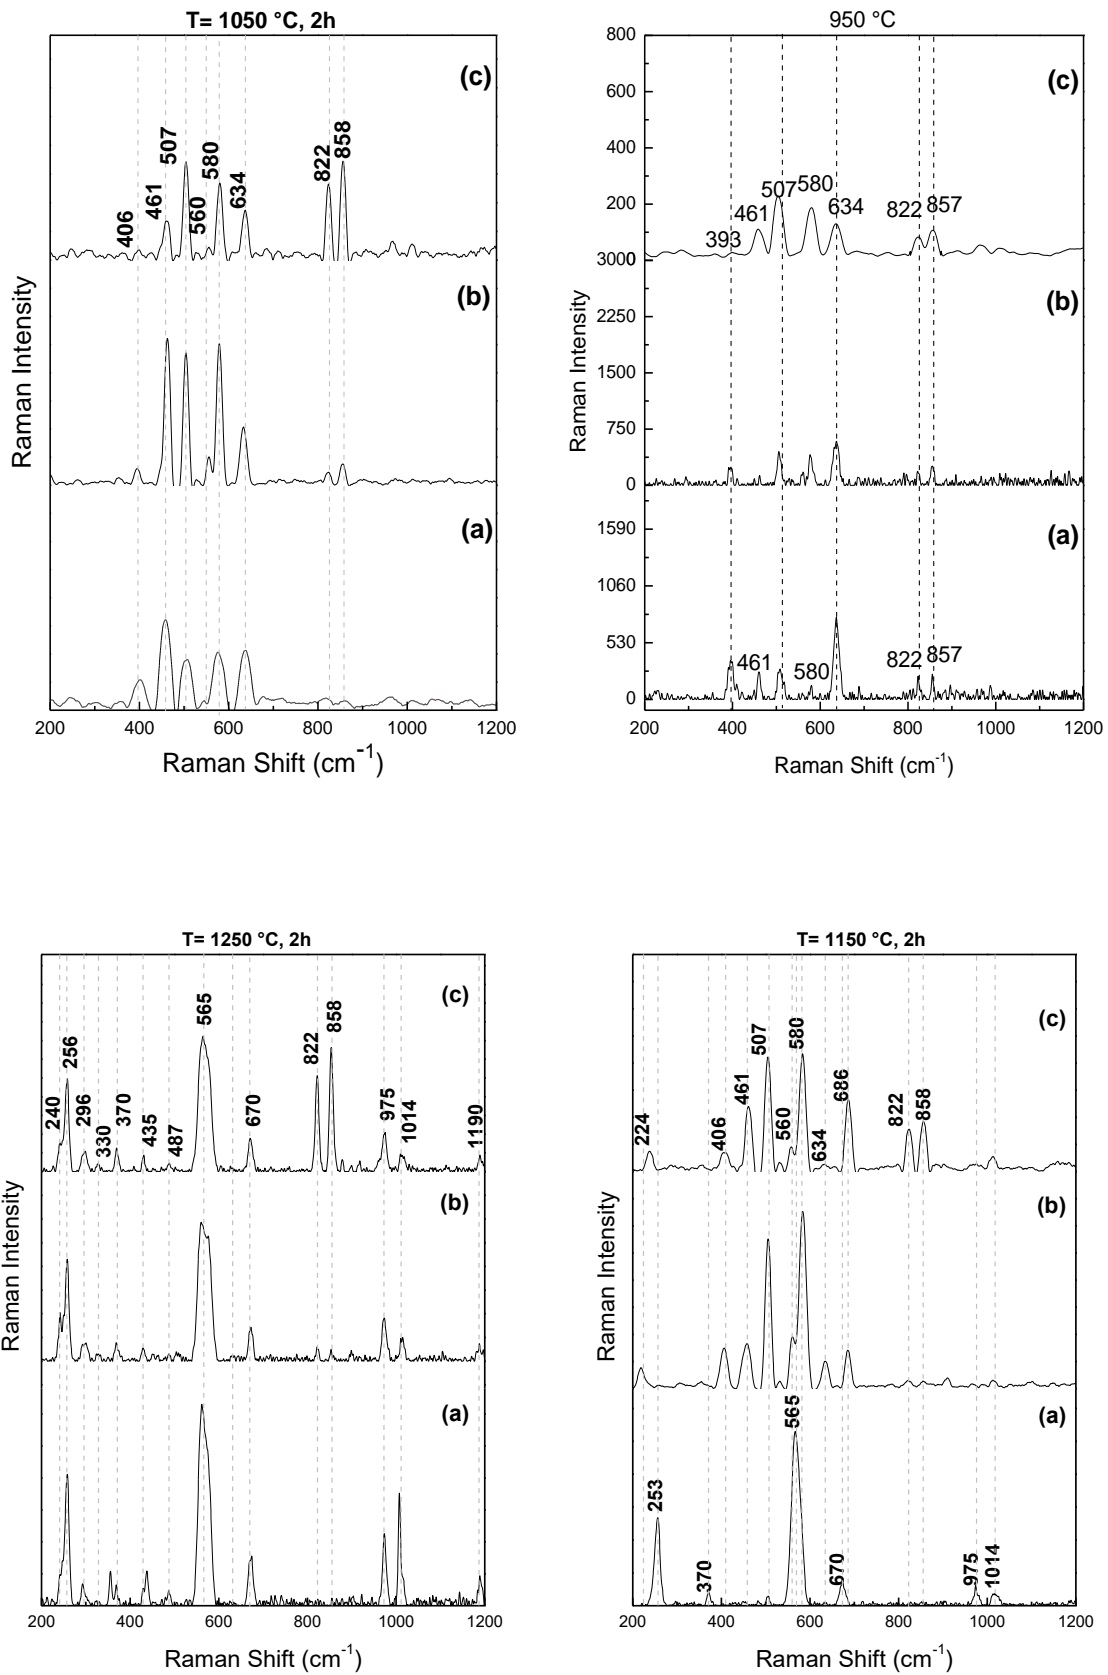 T= 1050 °C, 2h
(c)
406
461
507
560
580
634
822
858
(b)
(a)
Raman Intensity
200 400 600 800 1000 1200
Raman Shift (cm-1)
950 °C
800
600
400
200
3000
0
2250
1500
750
0
1590
1060
530
0
(c)
393
461
507
580
634
822
857
(b)
(a)
461
580
822
857
Raman Intensity
200 400 600 800 1000 1200
Raman Shift (cm-1)
T= 1250 °C, 2h
(c)
240
256
296
330
370
435
487
565
670
822
858
975
1014
1190
(b)
(a)
Raman Intensity
200 400 600 800 1000 1200
Raman Shift (cm-1)
T= 1150 °C, 2h
(c)
224
406
461
507
560
580
634
686
822
858
(b)
(a)
253
370
565
670
975
1014
Raman Intensity
200 400 600 800 1000 1200
Raman Shift (cm-1)